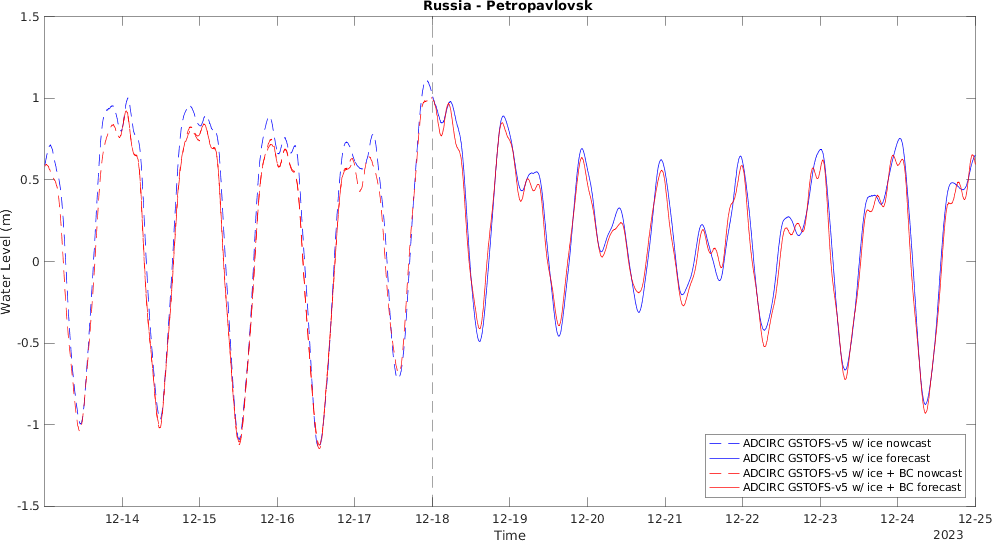 Russia - Petropavlovsk
1.5
1
0.5
0
-0.5
-1
-1.5
Water Level (m)
ADCIRC GSTOFS-v5 w/ ice nowcast
ADCIRC GSTOFS-v5 w/ ice forecast
ADCIRC GSTOFS-v5 w/ ice + BC nowcast
ADCIRC GSTOFS-v5 w/ ice + BC forecast
12-14 12-15 12-16 12-17 12-18 12-19 12-20 12-21 12-22 12-23 12-24 12-25
Time
2023